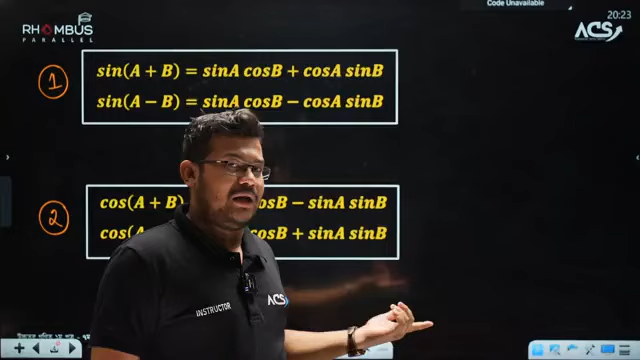 Code Unavailable
20:23
RHOMBUS
PARALLEL
ACS
1
sin(A + B) = sinA cosB + cosA sinB
sin(A − B) = sinA cosB − cosA sinB
2
cos(A + B) osB − sinA sinB
cosB + sinA sinB
INSTRUCTOR
ACS